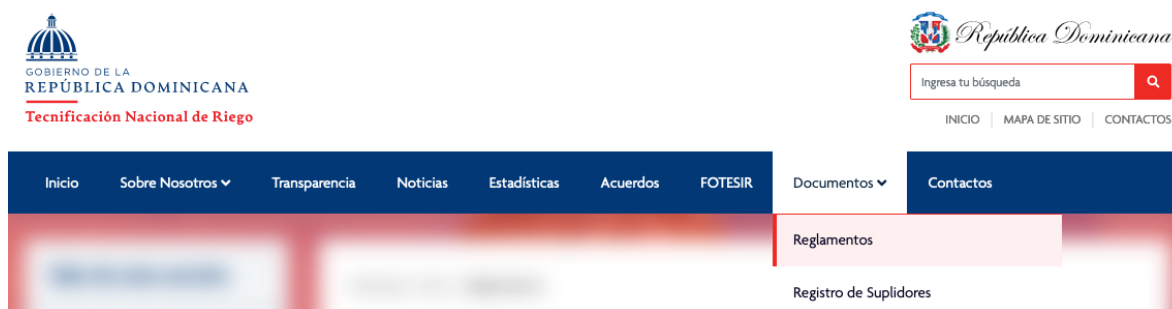 GOBIERNO DE LA
REPÚBLICA DOMINICANA
Tecnificación Nacional de Riego
República Dominicana
Ingresa tu búsqueda
INICIO | MAPA DE SITIO | CONTACTOS
Inicio Sobre Nosotros Transparencia Noticias Estadísticas Acuerdos FOTESIR Documentos Contactos
Reglamentos
Registro de Suplidores